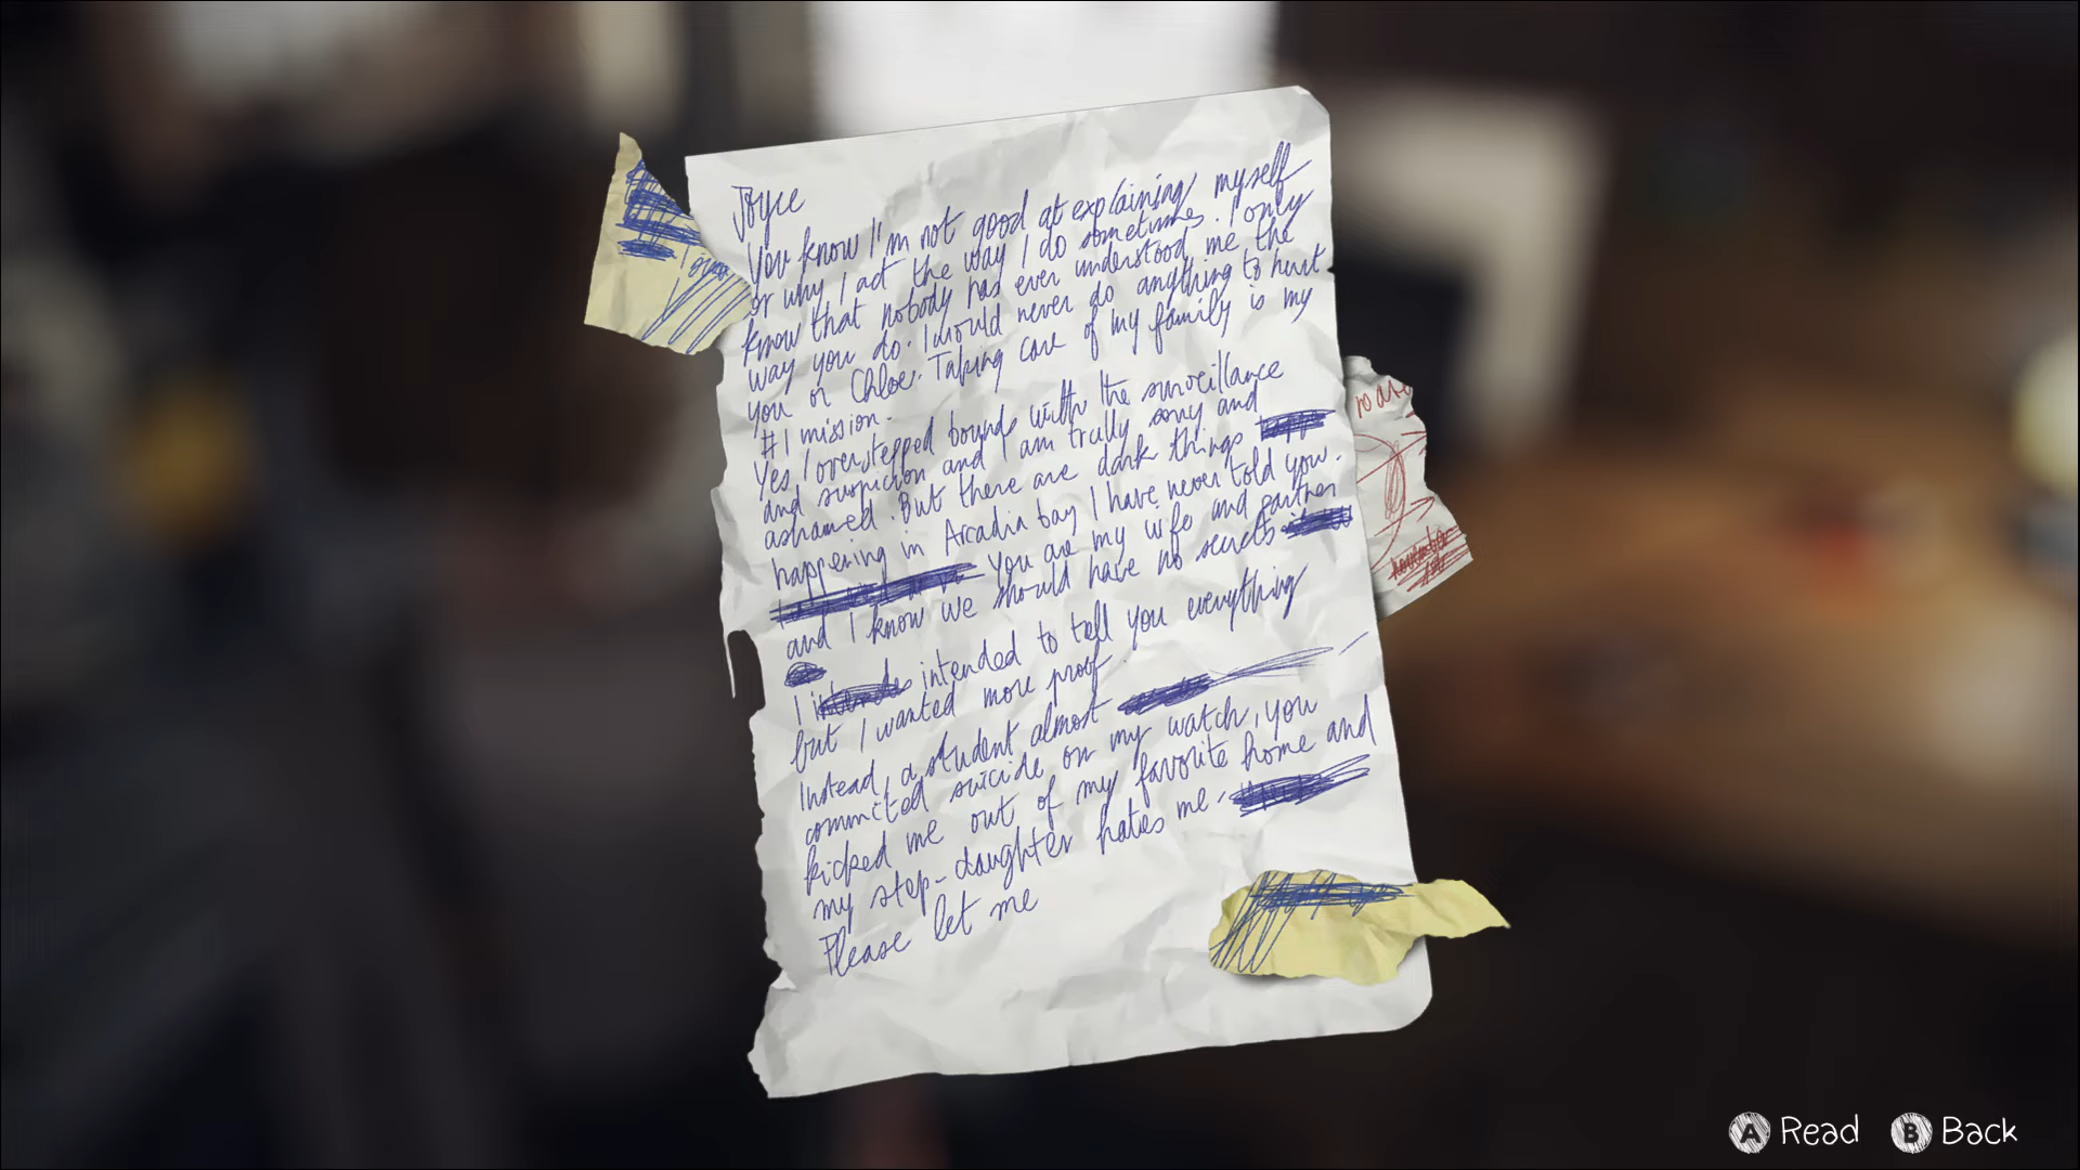 Joyce
You know I'm not good at explaining myself
or why I act the way I do sometimes. I only
know that nobody has ever understood me the
way you do. I would never do anything to hurt
you or Chloe. Taking care of my family is my
#1 mission.
Yes I overstepped bounds with the surveillance
and suspicion and I am trully sorry and
ashamed. But there are dark things
happening in Arcadia bay I have never told you.
You are my wife and partner
and I know we should have no secrets
I intended to tell you everything
but I wanted more proof.
Instead, a student almost
committed suicide on my watch, you
kicked me out of my favorite home and
my step-daughter hates me.
Please let me
A Read B Back